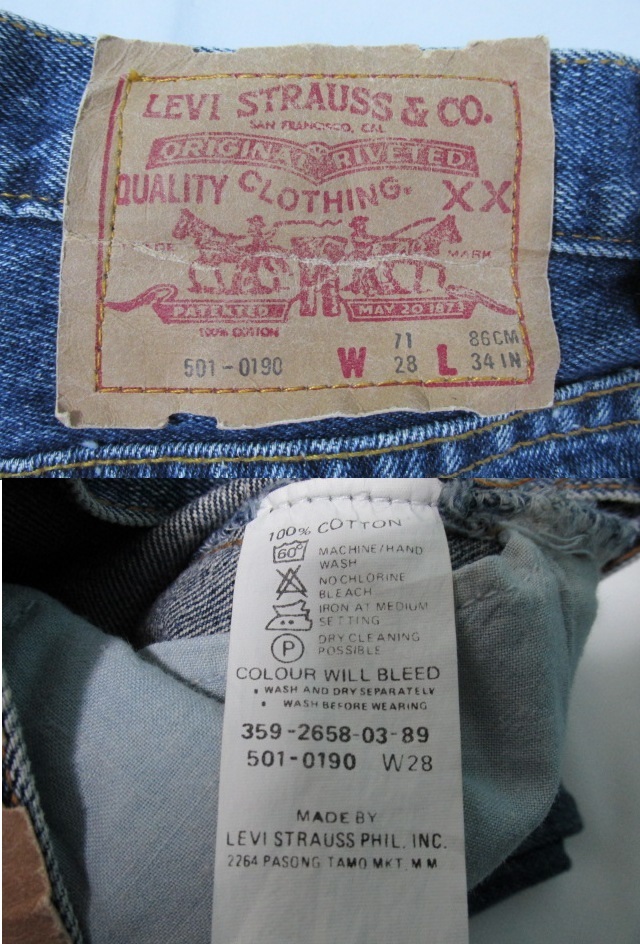 LEVI STRAUSS & CO.
SAN FRANCISCO, CAL
ORIGINAL RIVETED
QUALITY CLOTHING. XX
TRADE MARK
PATENTED MAY 20 1873
100% COTTON
71 86CM
501-0190 W 28 L 34 IN
100% COTTON
60° MACHINE/HAND
WASH
NO CHLORINE
BLEACH
IRON AT MEDIUM
SETTING
P DRY CLEANING
POSSIBLE
COLOUR WILL BLEED
• WASH AND DRY SEPARATELY
• WASH BEFORE WEARING
359-2658-03-89
501-0190 W28
MADE BY
LEVI STRAUSS PHIL. INC.
2264 PASONG TAMO MKT. M.M.